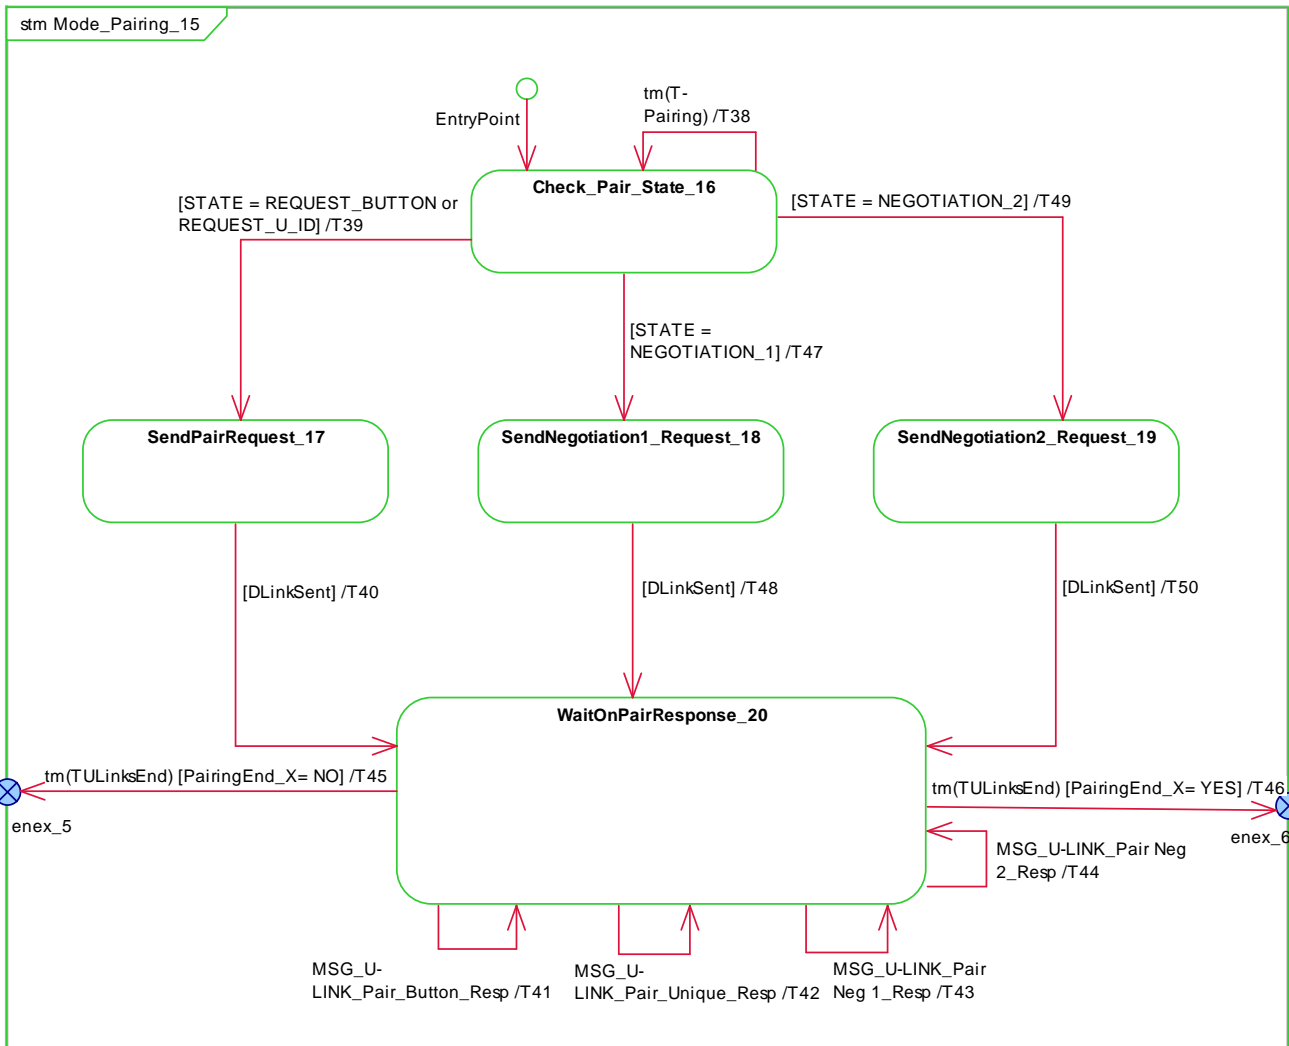 stm Mode_Pairing_15
EntryPoint
tm(T-
Pairing) /T38
Check_Pair_State_16
[STATE = REQUEST_BUTTON or
REQUEST_U_ID] /T39
[STATE = NEGOTIATION_2] /T49
[STATE =
NEGOTIATION_1] /T47
SendPairRequest_17
SendNegotiation1_Request_18
SendNegotiation2_Request_19
[DLinkSent] /T40
[DLinkSent] /T48
[DLinkSent] /T50
WaitOnPairResponse_20
tm(TULinksEnd) [PairingEnd_X= NO] /T45
tm(TULinksEnd) [PairingEnd_X= YES] /T46
enex_5
enex_6
MSG_U-LINK_Pair Neg
2_Resp /T44
MSG_U-
LINK_Pair_Button_Resp /T41
MSG_U-
LINK_Pair_Unique_Resp /T42
MSG_U-LINK_Pair
Neg 1_Resp /T43